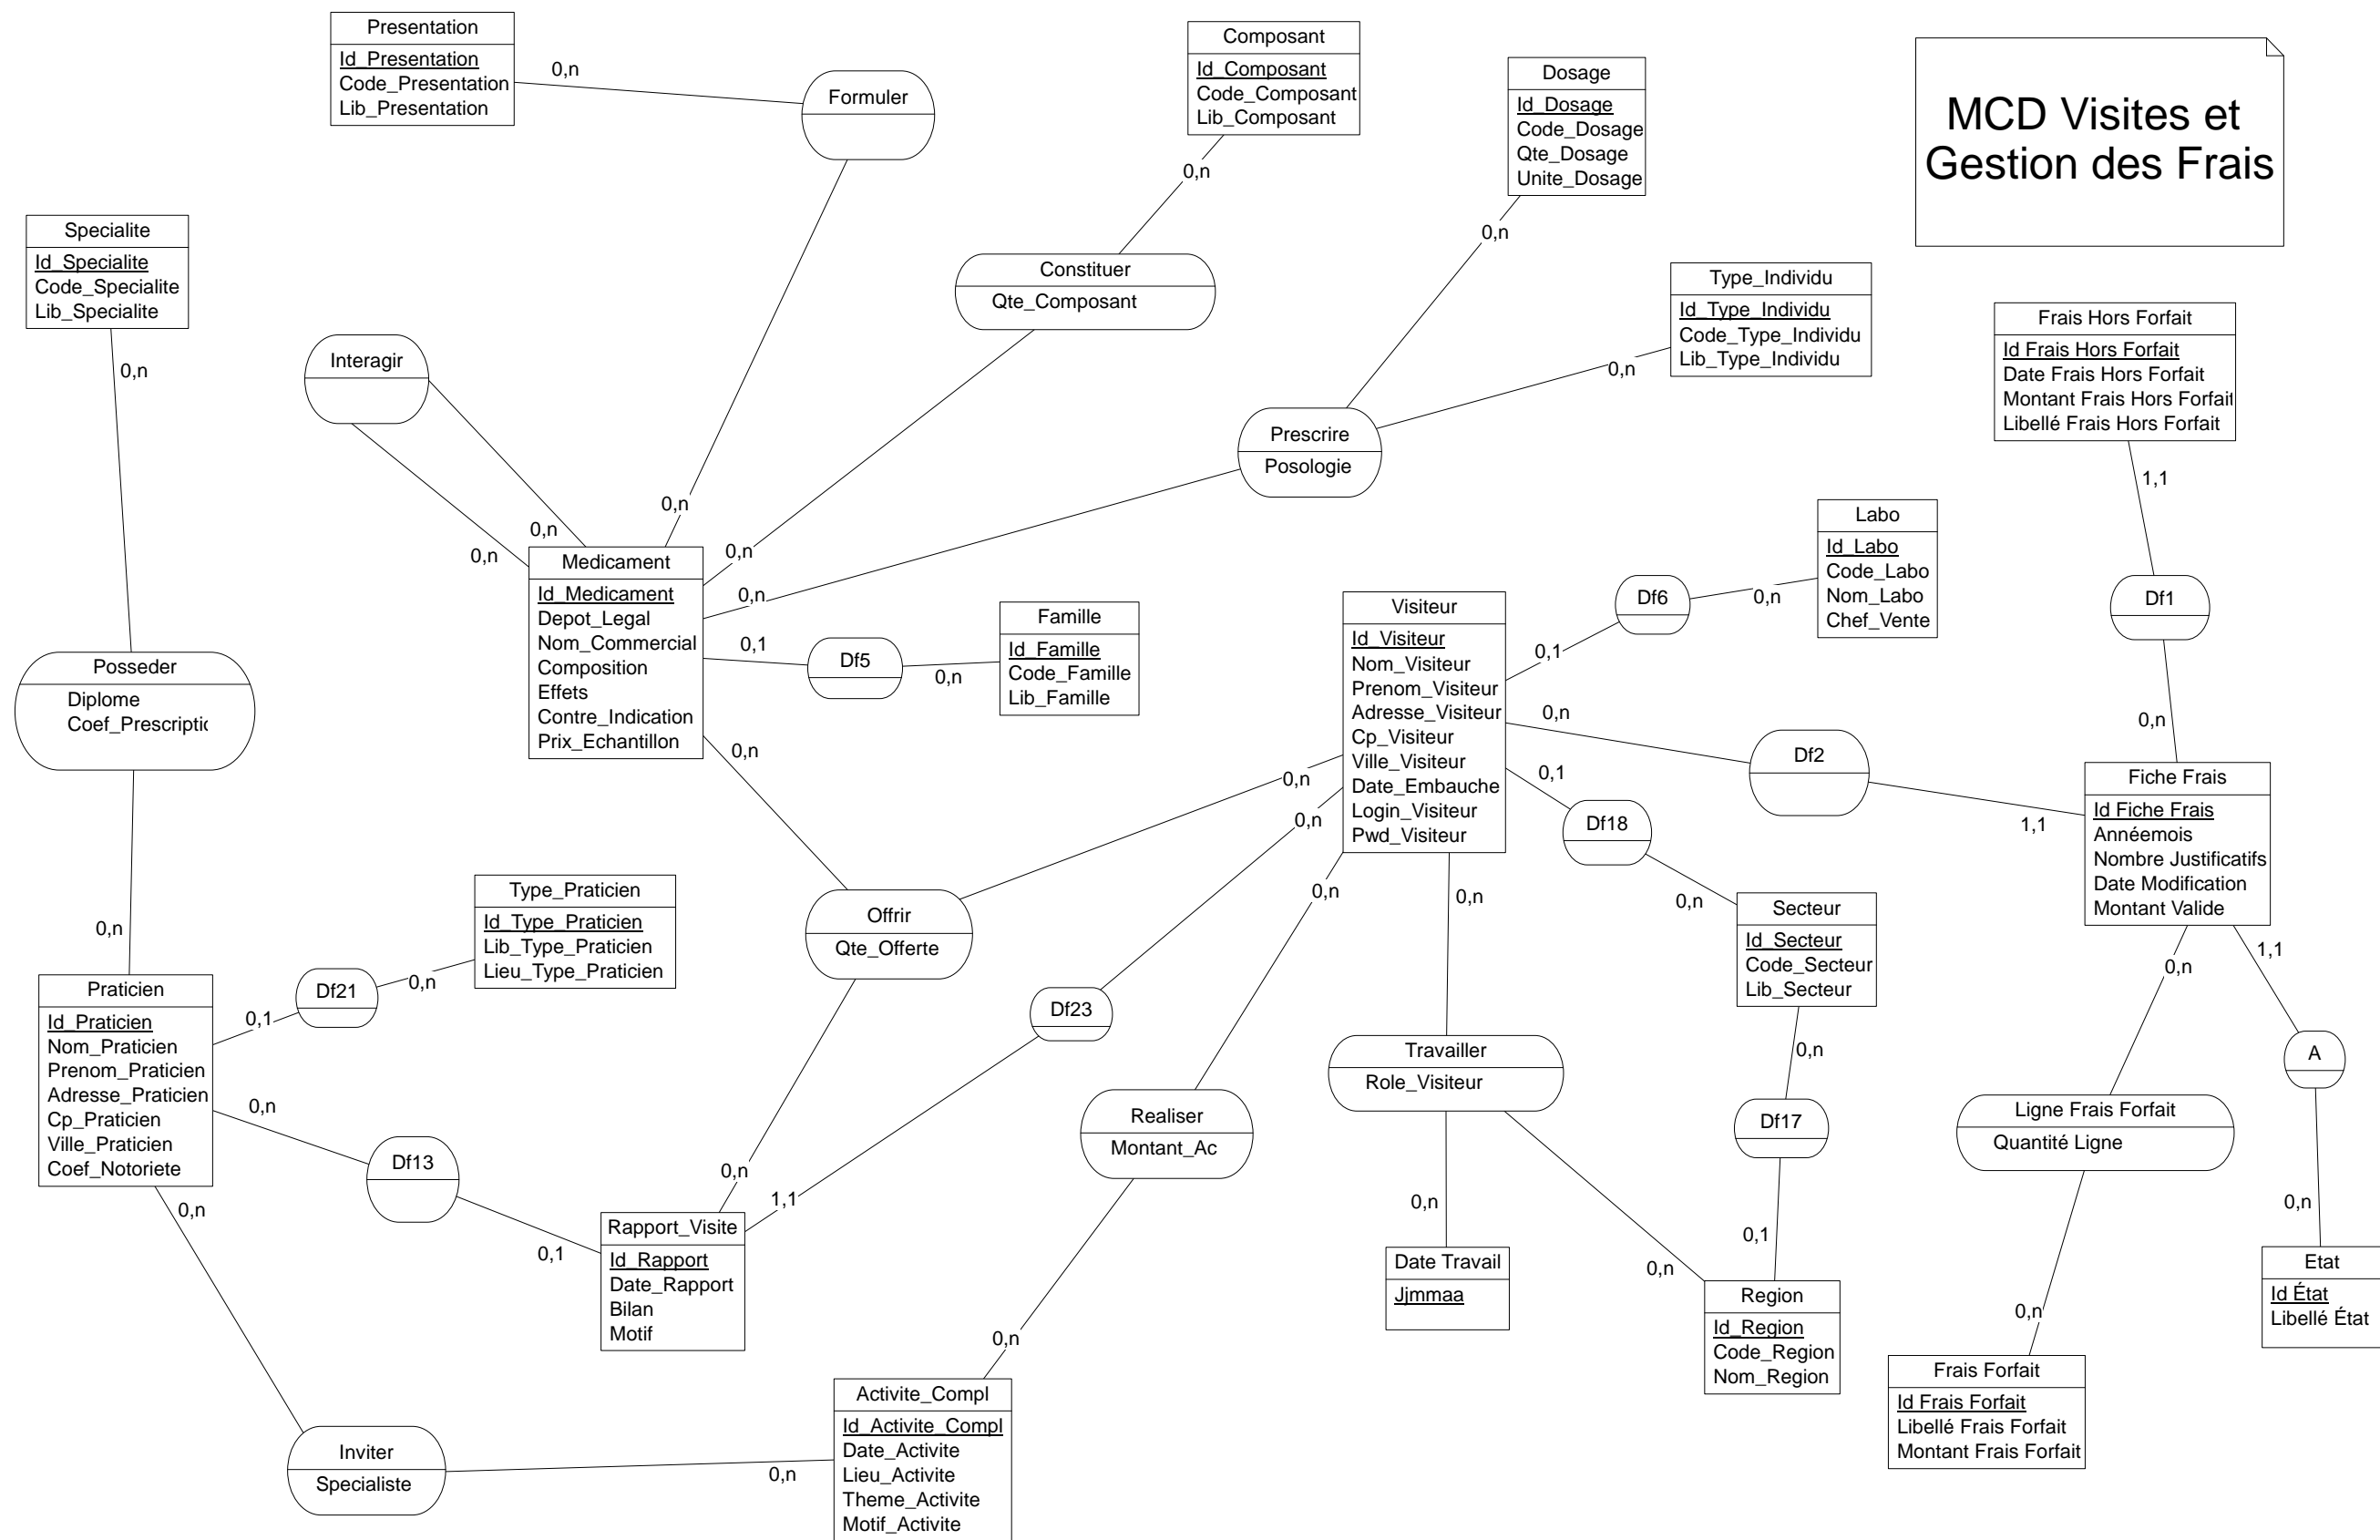 Presentation
Id_Presentation
Code_Presentation
Lib_Presentation
0,n
Formuler
0,n
Composant
Id_Composant
Code_Composant
Lib_Composant
0,n
Constituer
Qte_Composant
0,n
Dosage
Id_Dosage
Code_Dosage
Qte_Dosage
Unite_Dosage
0,n
MCD Visites et
Gestion des Frais
Specialite
Id_Specialite
Code_Specialite
Lib_Specialite
0,n
Interagir
0,n
0,n
Type_Individu
Id_Type_Individu
Code_Type_Individu
Lib_Type_Individu
0,n
Prescrire
Posologie
0,n
Frais Hors Forfait
Id Frais Hors Forfait
Date Frais Hors Forfait
Montant Frais Hors Forfait
Libellé Frais Hors Forfait
1,1
Df1
0,n
Medicament
Id_Medicament
Depot_Legal
Nom_Commercial
Composition
Effets
Contre_Indication
Prix_Echantillon
0,1
Df5
0,n
Famille
Id_Famille
Code_Famille
Lib_Famille
0,n
Labo
Id_Labo
Code_Labo
Nom_Labo
Chef_Vente
0,n
Df6
0,1
Visiteur
Id_Visiteur
Nom_Visiteur
Prenom_Visiteur
Adresse_Visiteur
Cp_Visiteur
Ville_Visiteur
Date_Embauche
Login_Visiteur
Pwd_Visiteur
0,n
Df2
1,1
0,1
Df18
0,n
0,n
0,n
0,n
0,n
Posseder
Diplome
Coef_Prescriptic
0,n
Fiche Frais
Id Fiche Frais
Annéemois
Nombre Justificatifs
Date Modification
Montant Valide
0,n
1,1
Type_Praticien
Id_Type_Praticien
Lib_Type_Praticien
Lieu_Type_Praticien
0,n
Df21
0,1
Offrir
Qte_Offerte
0,n
Df23
1,1
Secteur
Id_Secteur
Code_Secteur
Lib_Secteur
0,n
Df17
0,1
Praticien
Id_Praticien
Nom_Praticien
Prenom_Praticien
Adresse_Praticien
Cp_Praticien
Ville_Praticien
Coef_Notoriete
0,n
Df13
0,1
0,n
Travailler
Role_Visiteur
0,n
0,n
Realiser
Montant_Ac
0,n
Ligne Frais Forfait
Quantité Ligne
0,n
A
0,n
Rapport_Visite
Id_Rapport
Date_Rapport
Bilan
Motif
Date Travail
Jjmmaa
Region
Id_Region
Code_Region
Nom_Region
Etat
Id État
Libellé État
Frais Forfait
Id Frais Forfait
Libellé Frais Forfait
Montant Frais Forfait
Inviter
Specialiste
0,n
Activite_Compl
Id_Activite_Compl
Date_Activite
Lieu_Activite
Theme_Activite
Motif_Activite